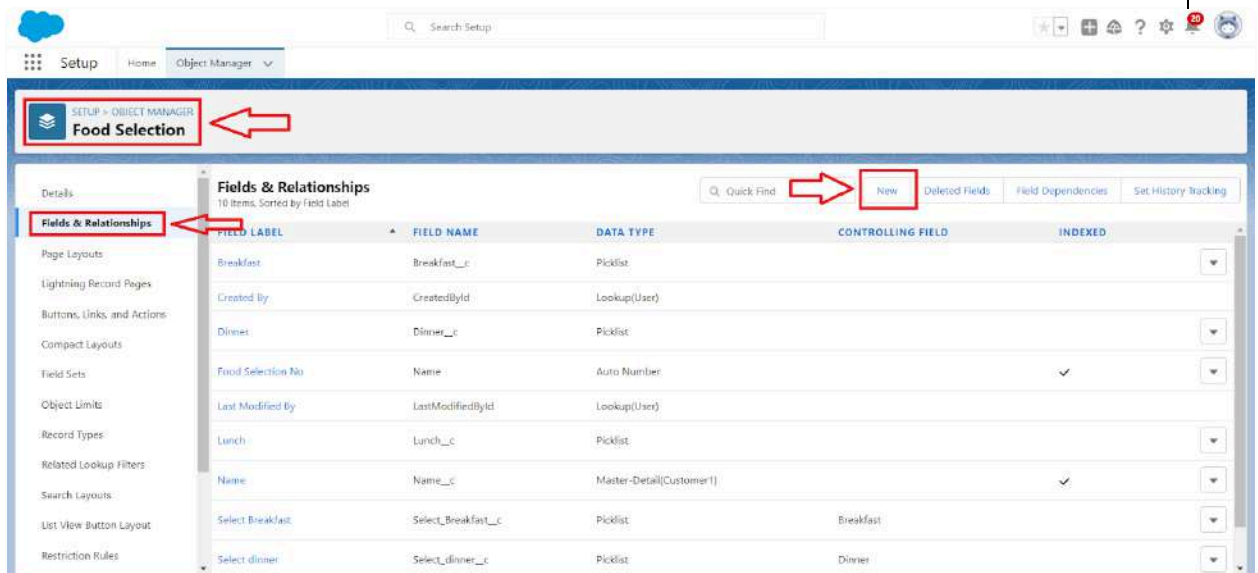 Search Setup
20
Setup Home Object Manager
SETUP > OBJECT MANAGER
Food Selection
Details
Fields & Relationships
Page Layouts
Lightning Record Pages
Buttons, Links, and Actions
Compact Layouts
Field Sets
Object Limits
Record Types
Related Lookup Filters
Search Layouts
List View Button Layout
Restriction Rules
Fields & Relationships
10 Items, Sorted by Field Label
Quick Find New Deleted Fields Field Dependencies Set History Tracking
FIELD LABEL FIELD NAME DATA TYPE CONTROLLING FIELD INDEXED
Breakfast Breakfast__c Picklist
Created By CreatedById Lookup(User)
Dinner Dinner__c Picklist
Food Selection No Name Auto Number
Last Modified By LastModifiedById Lookup(User)
Lunch Lunch__c Picklist
Name Name__c Master-Detail(Customer1)
Select Breakfast Select_Breakfast__c Picklist Breakfast
Select dinner Select_dinner__c Picklist Dinner